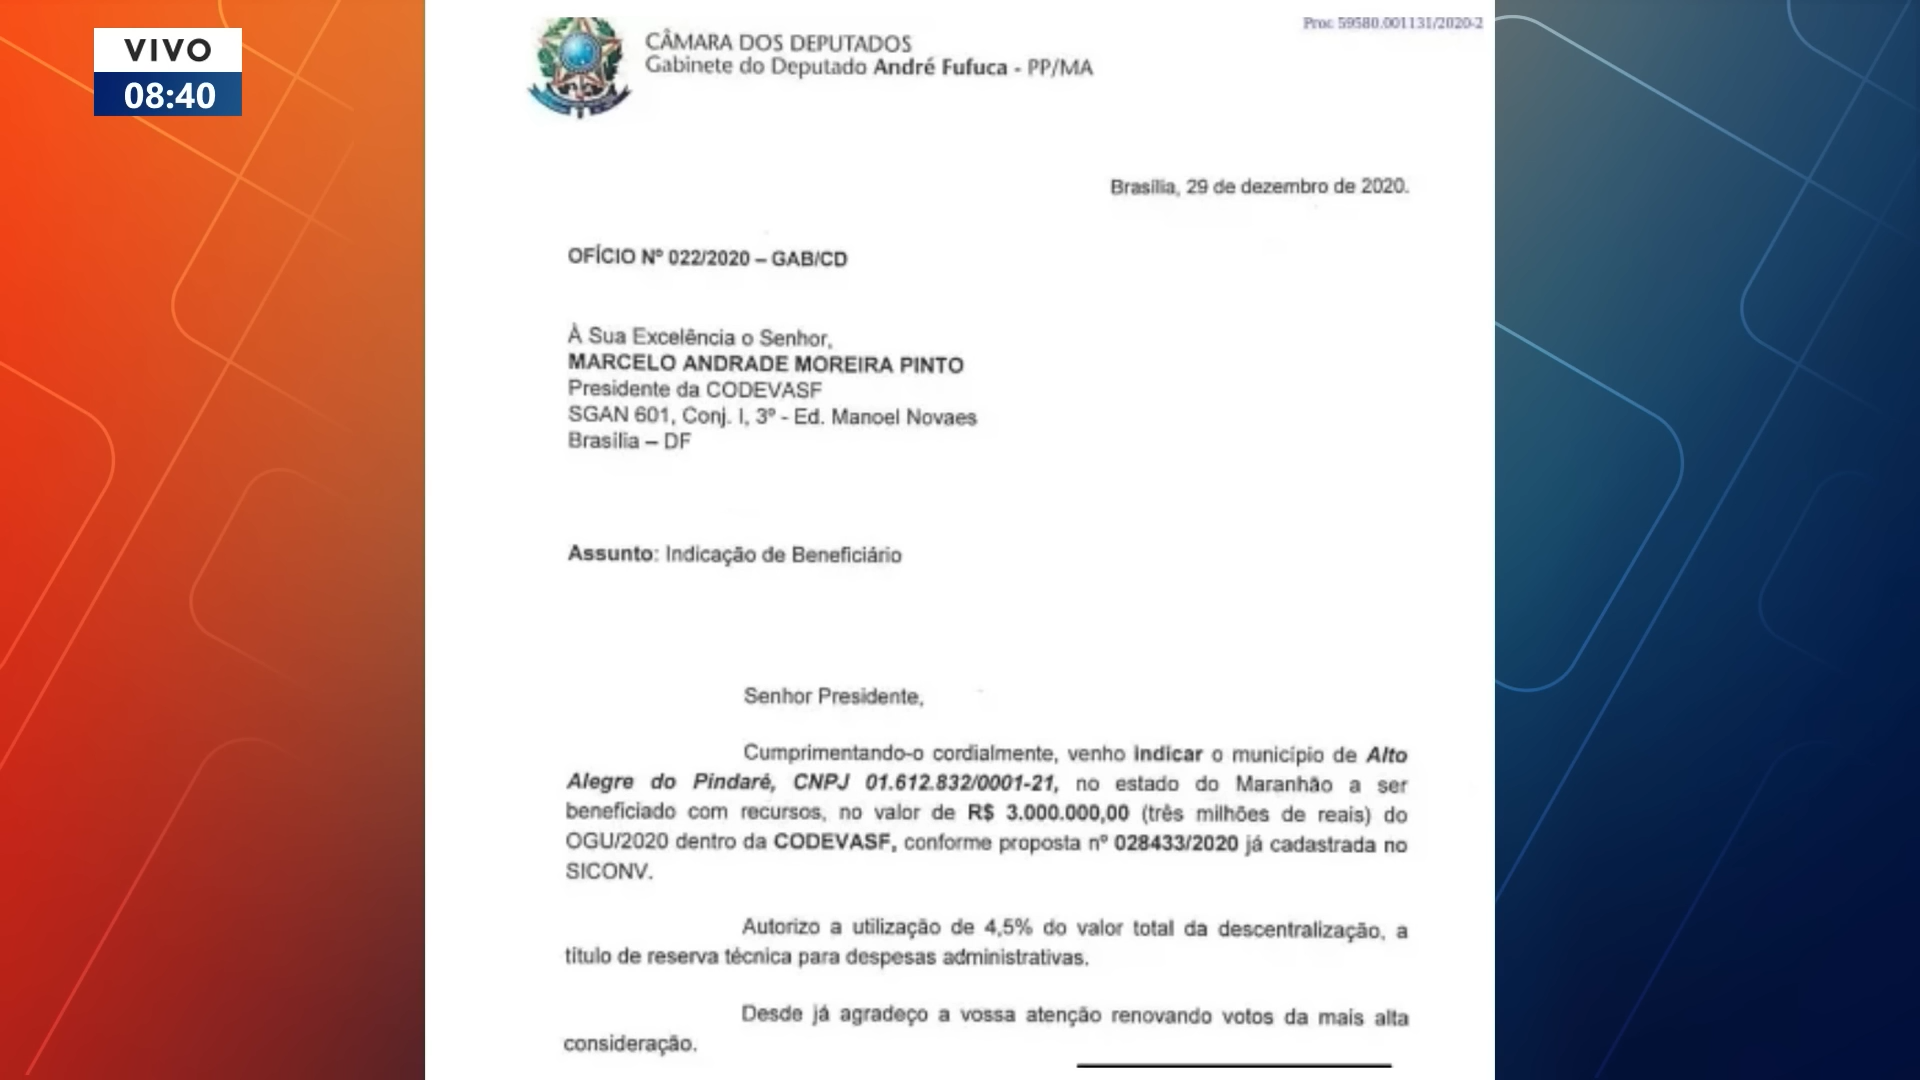 VIVO
08:40
Proc 59580.001131/2020-2
CÂMARA DOS DEPUTADOS
Gabinete do Deputado André Fufuca - PP/MA
Brasília, 29 de dezembro de 2020.
OFÍCIO Nº 022/2020 – GAB/CD
À Sua Excelência o Senhor,
MARCELO ANDRADE MOREIRA PINTO
Presidente da CODEVASF
SGAN 601, Conj. I, 3º - Ed. Manoel Novaes
Brasilia – DF
Assunto: Indicação de Beneficiário
Senhor Presidente,
Cumprimentando-o cordialmente, venho indicar o município de Alto
Alegre do Pindaré, CNPJ 01.612.832/0001-21, no estado do Maranhão a ser
beneficiado com recursos, no valor de R$ 3.000.000,00 (três milhões de reais) do
OGU/2020 dentro da CODEVASF, conforme proposta nº 028433/2020 já cadastrada no
SICONV.
Autorizo a utilização de 4,5% do valor total da descentralização, a
título de reserva técnica para despesas administrativas.
Desde já agradeço a vossa atenção renovando votos da mais alta
consideração.